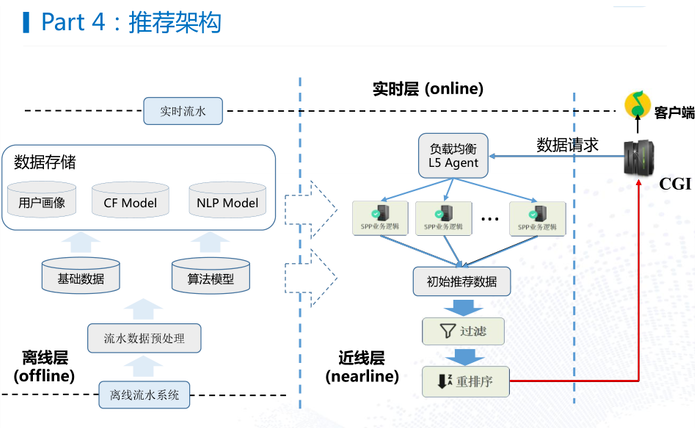 Part 4：推荐架构
实时层 (online)
实时流水
客户端
数据存储
用户画像
CF Model
NLP Model
负载均衡
L5 Agent
数据请求
CGI
SPP业务逻辑
SPP业务逻辑
...
SPP业务逻辑
基础数据
算法模型
初始推荐数据
流水数据预处理
过滤
离线层
(offline)
近线层
(nearline)
离线流水系统
Z
A
重排序